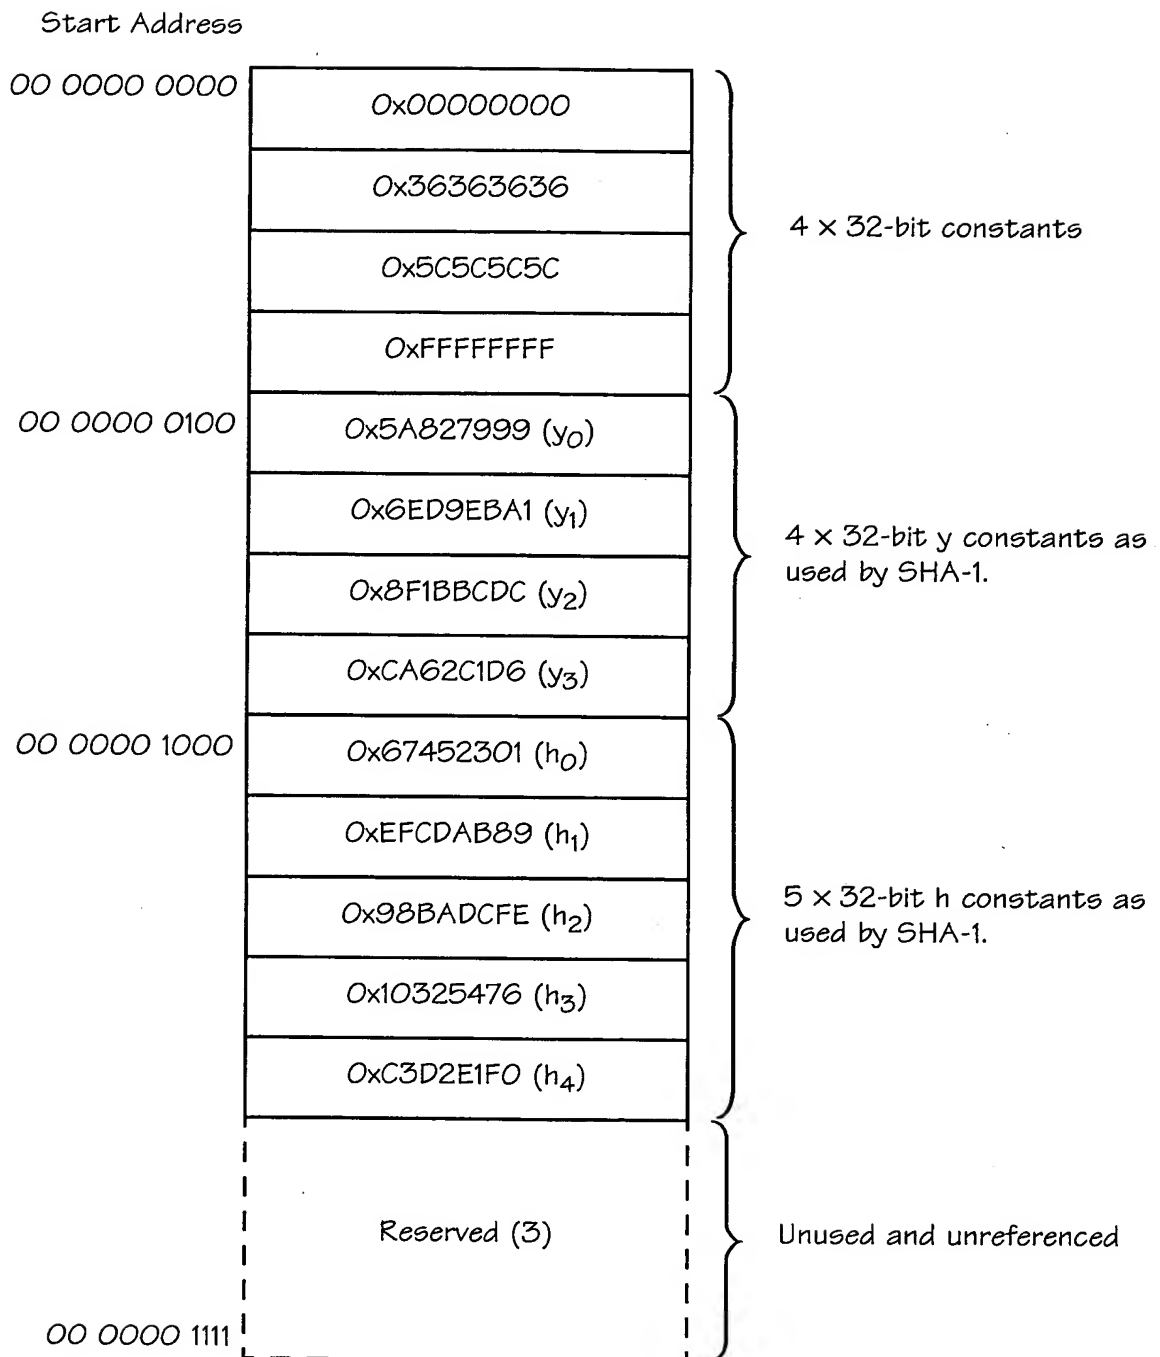 Start Address
00 0000 0000
0x00000000
0x36363636
4 × 32-bit constants
0x5C5C5C5C
0xFFFFFFFF
00 0000 0100
0x5A827999 (y0)
0x6ED9EBA1 (y1)
4 × 32-bit y constants as
used by SHA-1.
0x8F1BBCDC (y2)
0xCA62C1D6 (y3)
00 0000 1000
0x67452301 (h0)
0xEFCDAB89 (h1)
0x98BADCFE (h2)
5 × 32-bit h constants as
used by SHA-1.
0x10325476 (h3)
0xC3D2E1F0 (h4)
Reserved (3)
Unused and unreferenced
00 0000 1111